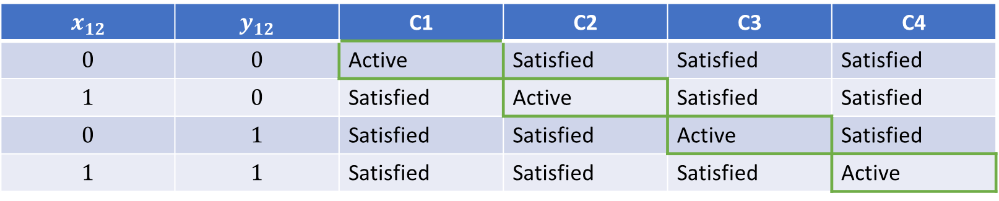 x₁₂ y₁₂ C1 C2 C3 C4
0 0 Active Satisfied Satisfied Satisfied
1 0 Satisfied Active Satisfied Satisfied
0 1 Satisfied Satisfied Active Satisfied
1 1 Satisfied Satisfied Satisfied Active